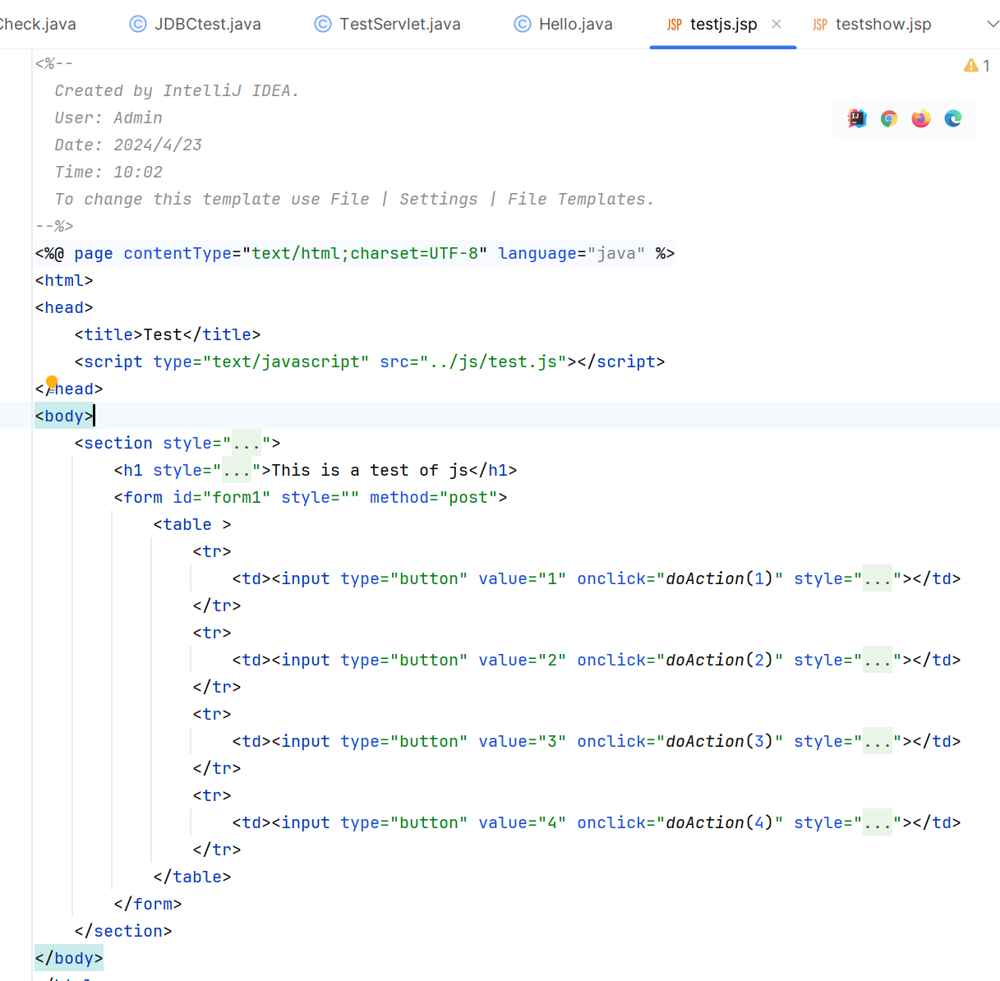 Check.java JDBCtest.java TestServlet.java Hello.java JSP testjs.jsp JSP testshow.jsp
<%-- 1
Created by IntelliJ IDEA.
User: Admin
Date: 2024/4/23
Time: 10:02
To change this template use File | Settings | File Templates.
--%>
<%@ page contentType="text/html;charset=UTF-8" language="java" %>
<html>
<head>
<title>Test</title>
<script type="text/javascript" src="../js/test.js"></script>
</head>
<body>
<section style="...">
<h1 style="...">This is a test of js</h1>
<form id="form1" style="" method="post">
<table >
<tr>
<td><input type="button" value="1" onclick="doAction(1)" style="..."></td>
</tr>
<tr>
<td><input type="button" value="2" onclick="doAction(2)" style="..."></td>
</tr>
<tr>
<td><input type="button" value="3" onclick="doAction(3)" style="..."></td>
</tr>
<tr>
<td><input type="button" value="4" onclick="doAction(4)" style="..."></td>
</tr>
</table>
</form>
</section>
</body>